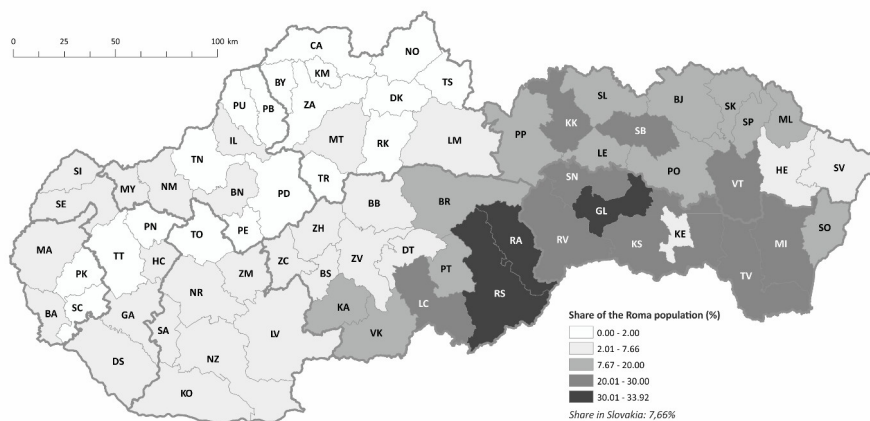 0 25 50 100 km
CA
NO
BY KM
TS
PU PB ZA DK
IL MT RK LM
TN
SI MY NM BN PD TR
SE
PN TO PE
MA TT HC
PK
SC
BA GA SA NR ZM ZC ZH BB
BS ZV DT
DS NZ LV KA VK
KO
BR PT LC
RA
RS
PP KK SL SB LE
BJ SK SP ML
PO VT HE SV
SN GL RV KS KE
MI SO
TV
Share of the Roma population (%)
0.00 - 2.00
2.01 - 7.66
7.67 - 20.00
20.01 - 30.00
30.01 - 33.92
Share in Slovakia: 7,66%